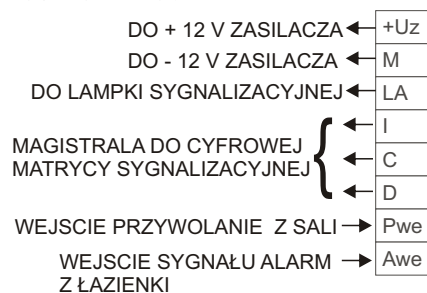 DO + 12 V ZASILACZA +Uz
DO - 12 V ZASILACZA M
DO LAMPKI SYGNALIZACYJNEJ LA
I
MAGISTRALA DO CYFROWEJ
MATRYCY SYGNALIZACYJNEJ C
D
WEJSCIE PRZYWOLANIE Z SALI Pwe
WEJSCIE SYGNAŁU ALARM Awe
Z ŁAZIENKI